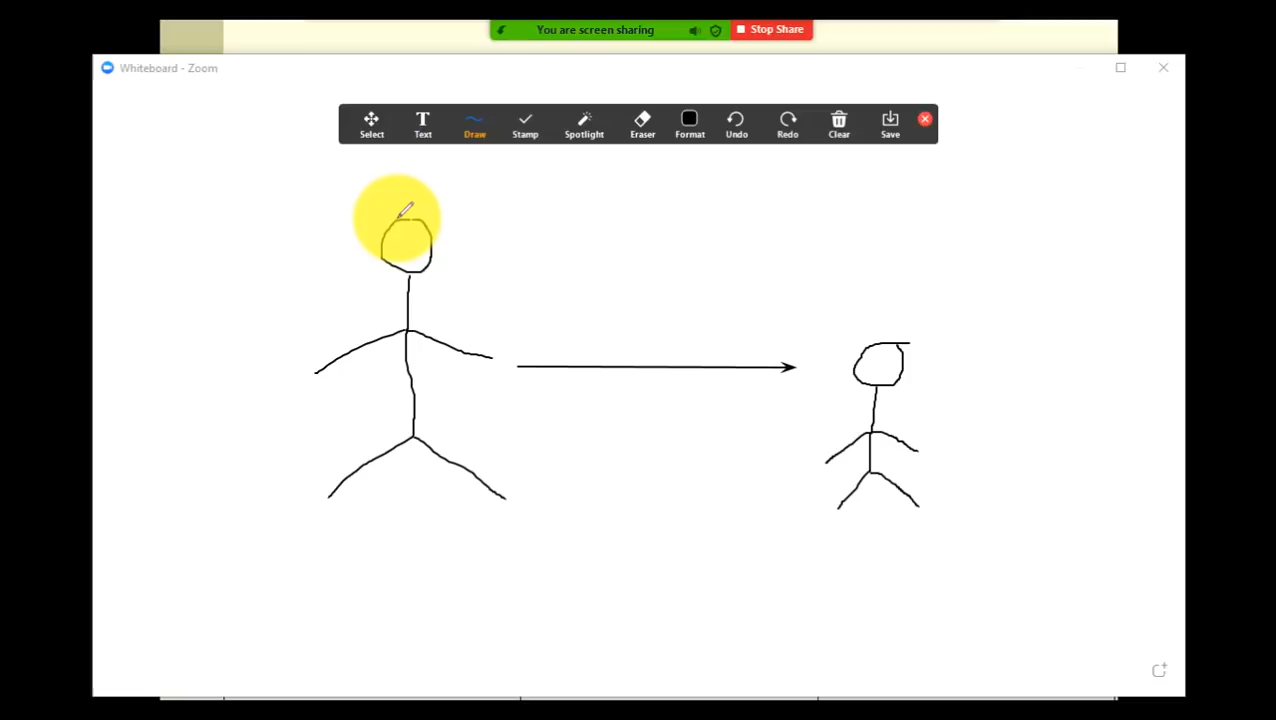 You are screen sharing
Stop Share
Whiteboard - Zoom
Select
Text
Draw
Stamp
Spotlight
Eraser
Format
Undo
Redo
Clear
Save